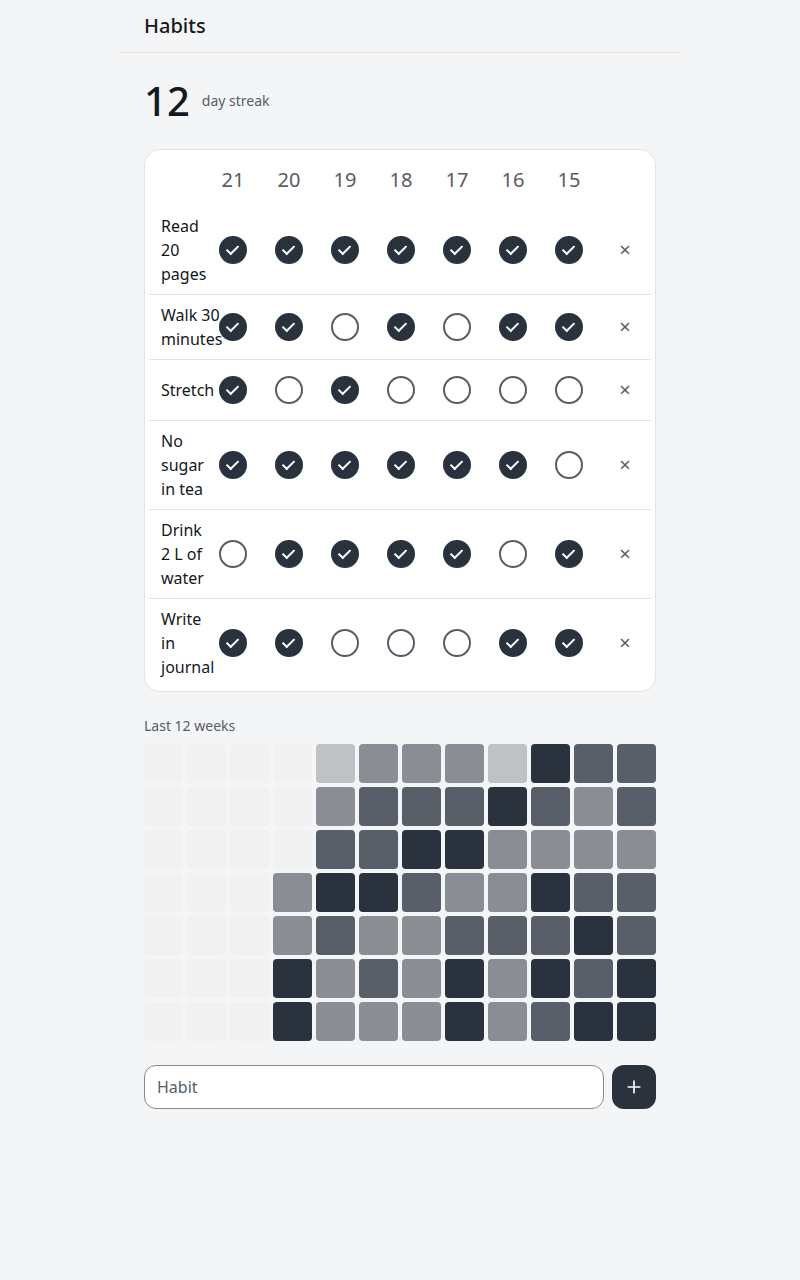 Habits
12 day streak
21 20 19 18 17 16 15
Read
20
pages
×
Walk 30
minutes
×
Stretch
×
No
sugar
in tea
×
Drink
2 L of
water
×
Write
in
journal
×
Last 12 weeks
Habit
+